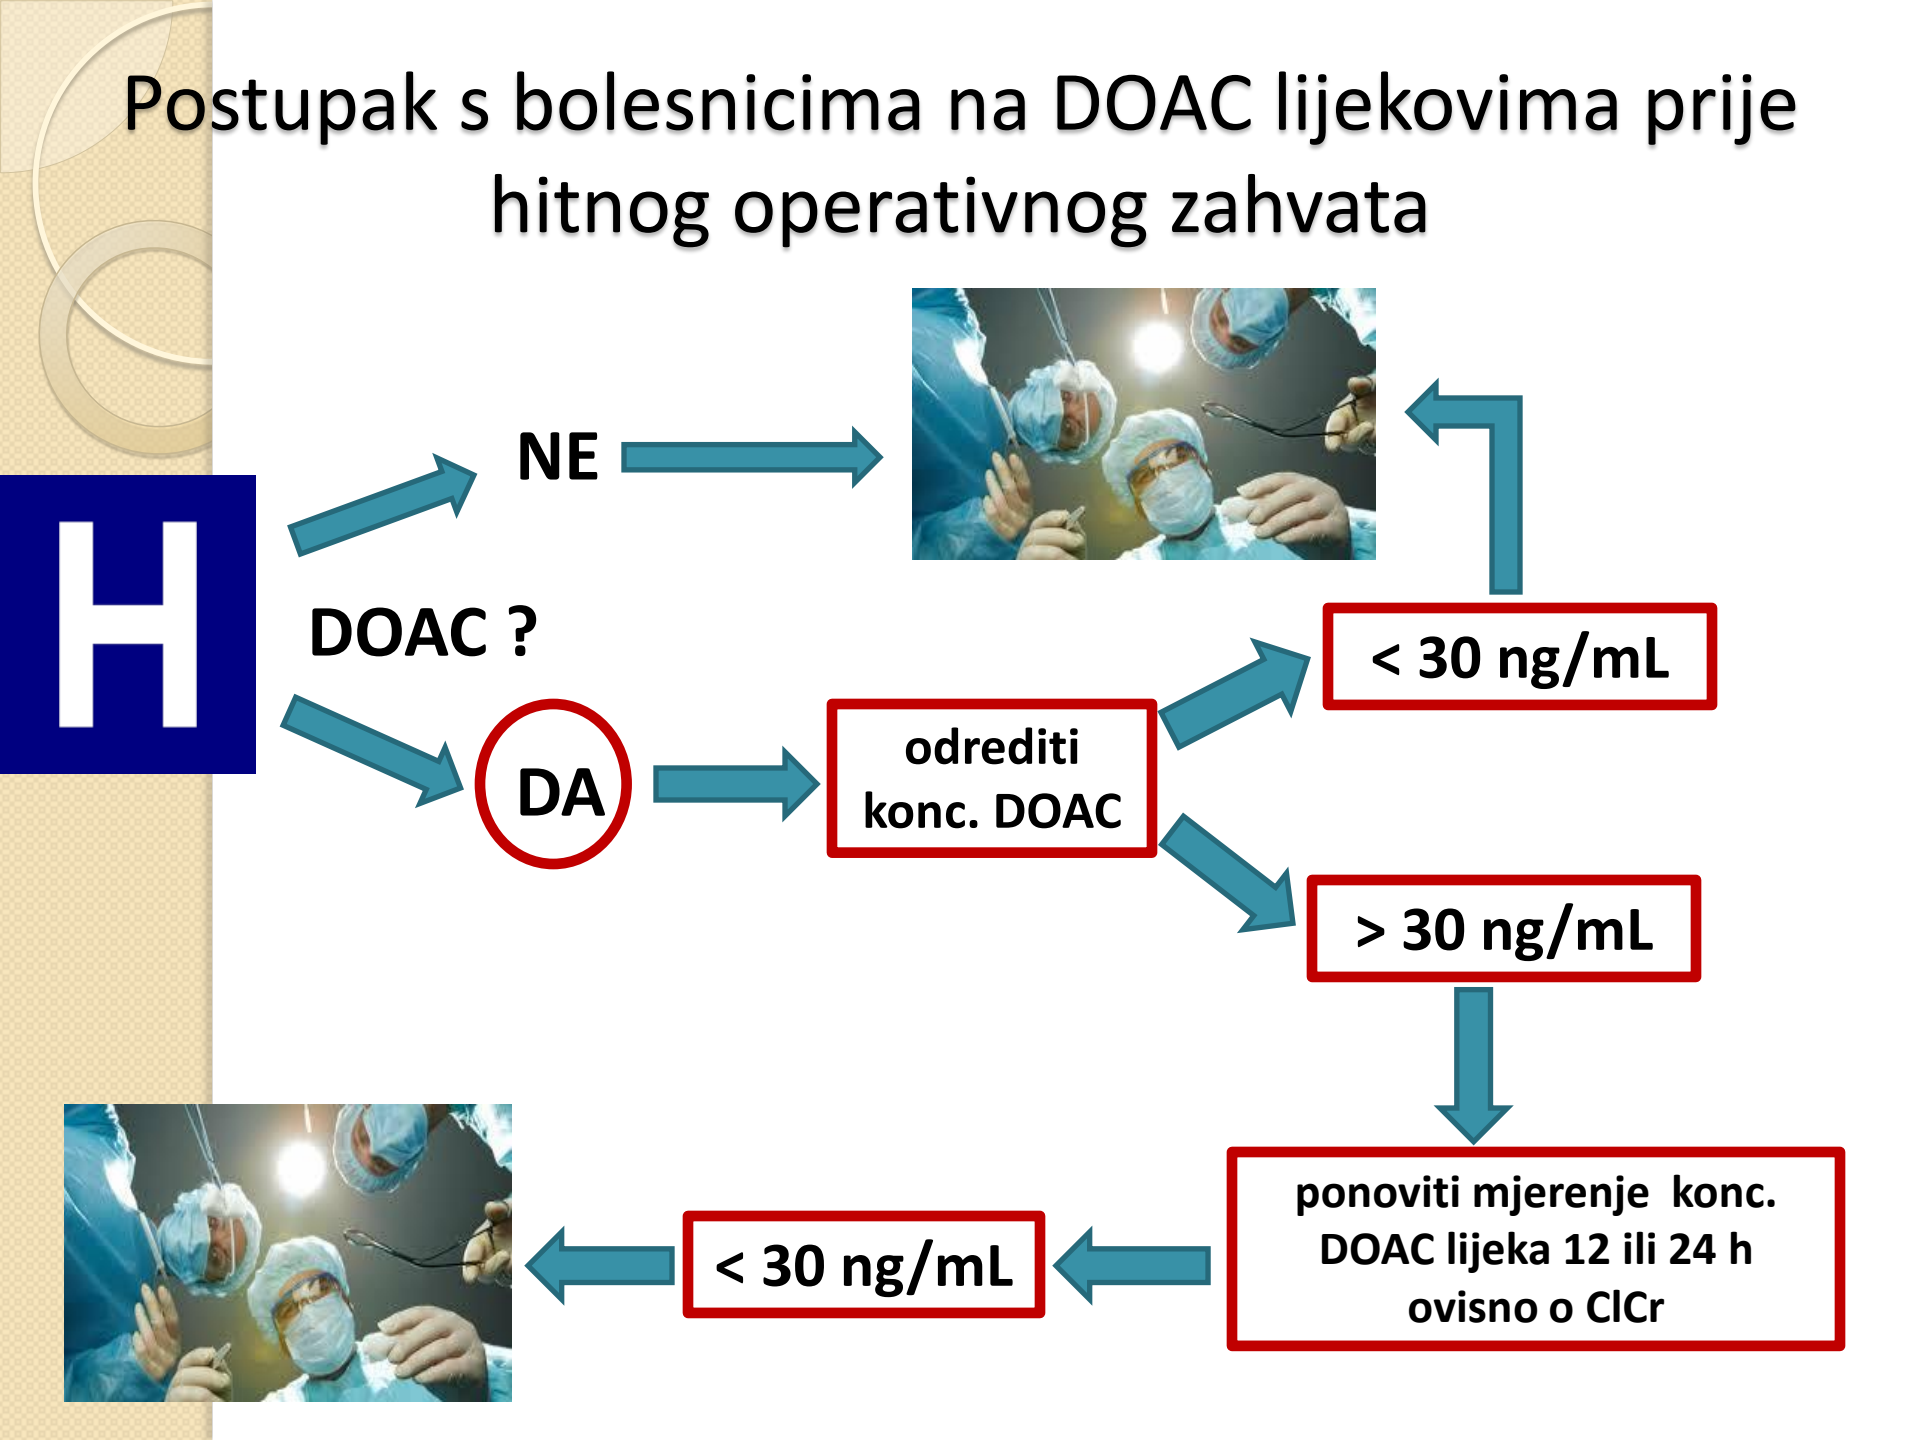 Postupak s bolesnicima na DOAC lijekovima prije
hitnog operativnog zahvata
NE
H
DOAC ?
< 30 ng/mL
DA
odrediti
konc. DOAC
> 30 ng/mL
ponoviti mjerenje konc.
DOAC lijeka 12 ili 24 h
ovisno o ClCr
< 30 ng/mL